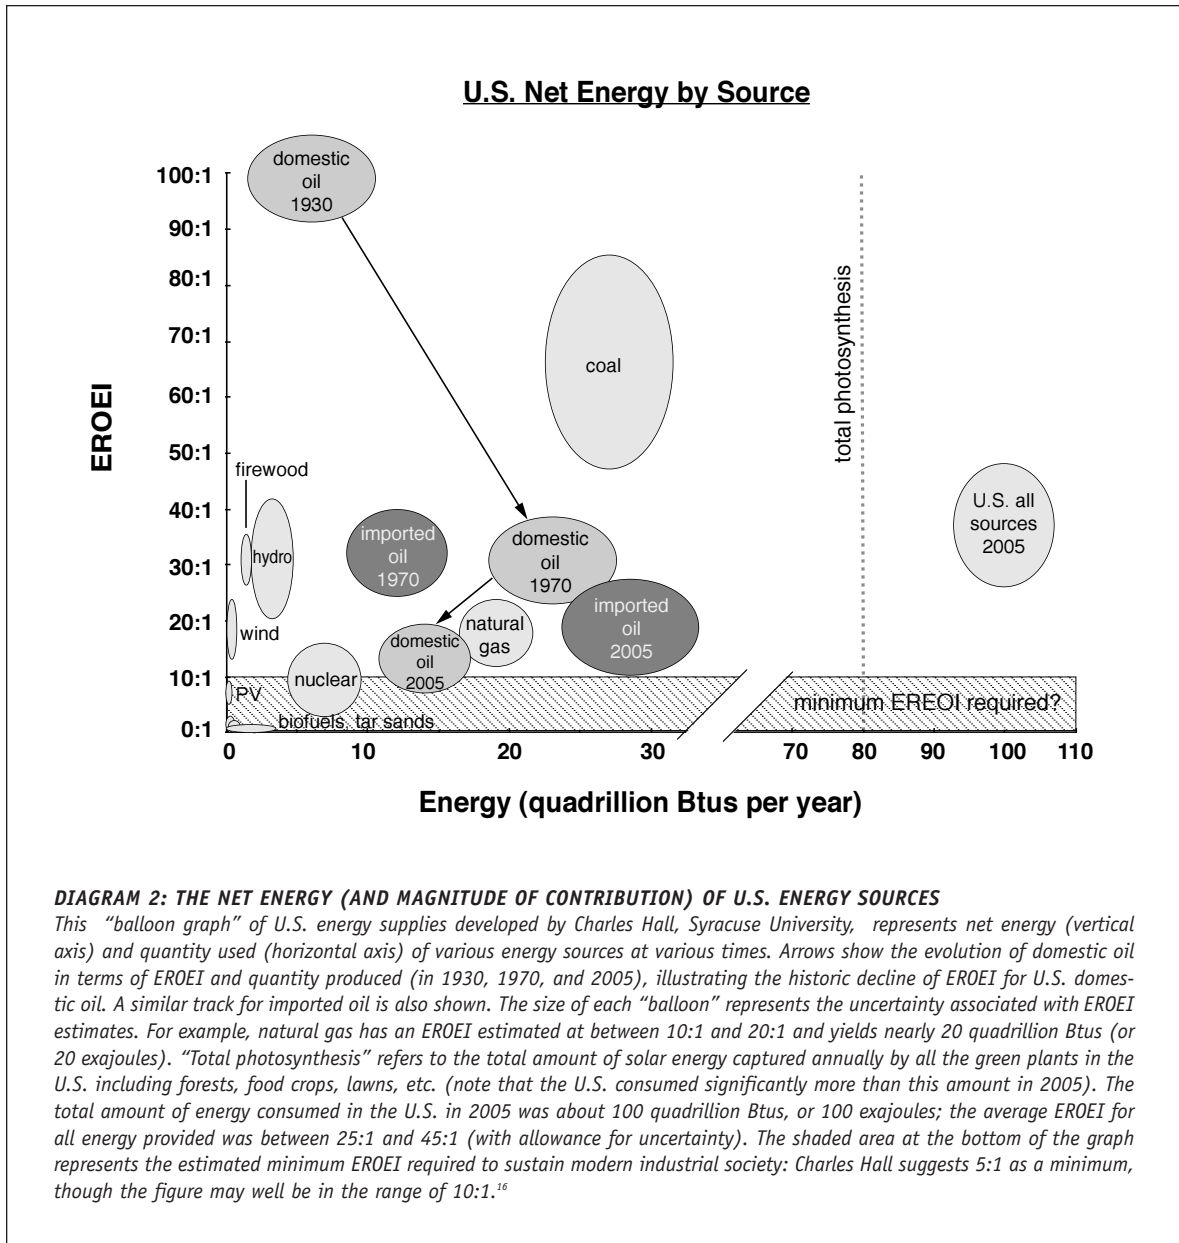 U.S. Net Energy by Source
EROEI
100:1
90:1
80:1
70:1
60:1
50:1
40:1
30:1
20:1
10:1
0:1
domestic
oil
1930
coal
total photosynthesis
firewood
hydro
imported
oil
1970
domestic
oil
1970
U.S. all
sources
2005
wind
natural
gas
imported
oil
2005
domestic
oil
2005
nuclear
PV
biofuels, tar sands
minimum EREOI required?
0
10
20
30
70
80
90
100
110
Energy (quadrillion Btus per year)
DIAGRAM 2: THE NET ENERGY (AND MAGNITUDE OF CONTRIBUTION) OF U.S. ENERGY SOURCES
This “balloon graph” of U.S. energy supplies developed by Charles Hall, Syracuse University, represents net energy (vertical
axis) and quantity used (horizontal axis) of various energy sources at various times. Arrows show the evolution of domestic oil
in terms of EROEI and quantity produced (in 1930, 1970, and 2005), illustrating the historic decline of EROEI for U.S. domes-
tic oil. A similar track for imported oil is also shown. The size of each “balloon” represents the uncertainty associated with EROEI
estimates. For example, natural gas has an EROEI estimated at between 10:1 and 20:1 and yields nearly 20 quadrillion Btus (or
20 exajoules). “Total photosynthesis” refers to the total amount of solar energy captured annually by all the green plants in the
U.S. including forests, food crops, lawns, etc. (note that the U.S. consumed significantly more than this amount in 2005). The
total amount of energy consumed in the U.S. in 2005 was about 100 quadrillion Btus, or 100 exajoules; the average EROEI for
all energy provided was between 25:1 and 45:1 (with allowance for uncertainty). The shaded area at the bottom of the graph
represents the estimated minimum EROEI required to sustain modern industrial society: Charles Hall suggests 5:1 as a minimum,
though the figure may well be in the range of 10:1.16